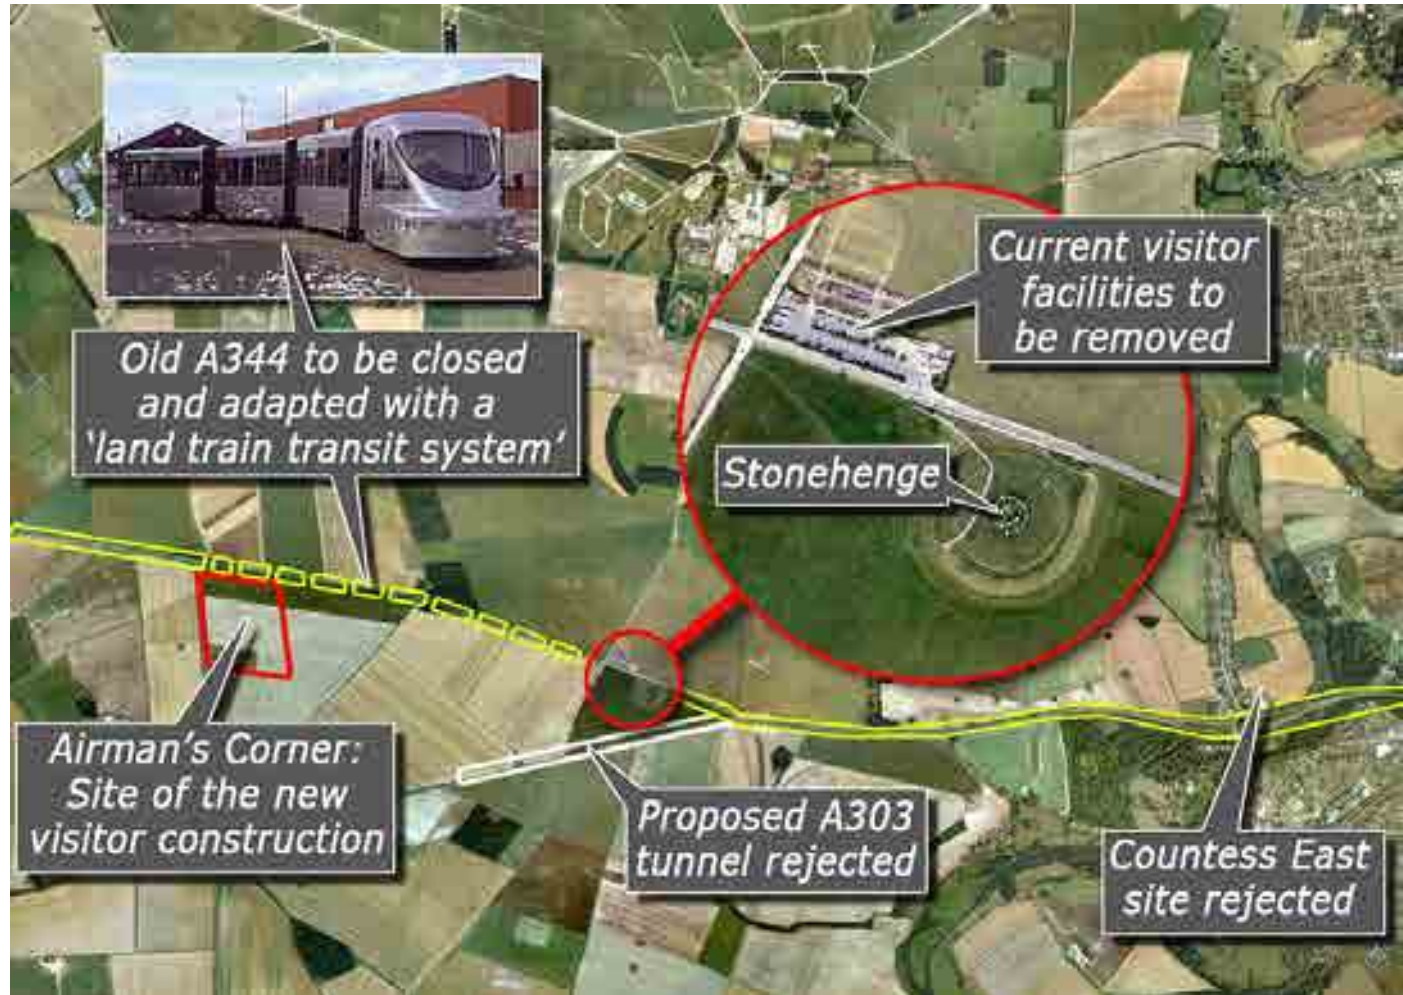 Old A344 to be closed
and adapted with a
‘land train transit system’
Current visitor
facilities to
be removed
Stonehenge
Airman’s Corner:
Site of the new
visitor construction
Proposed A303
tunnel rejected
Countess East
site rejected